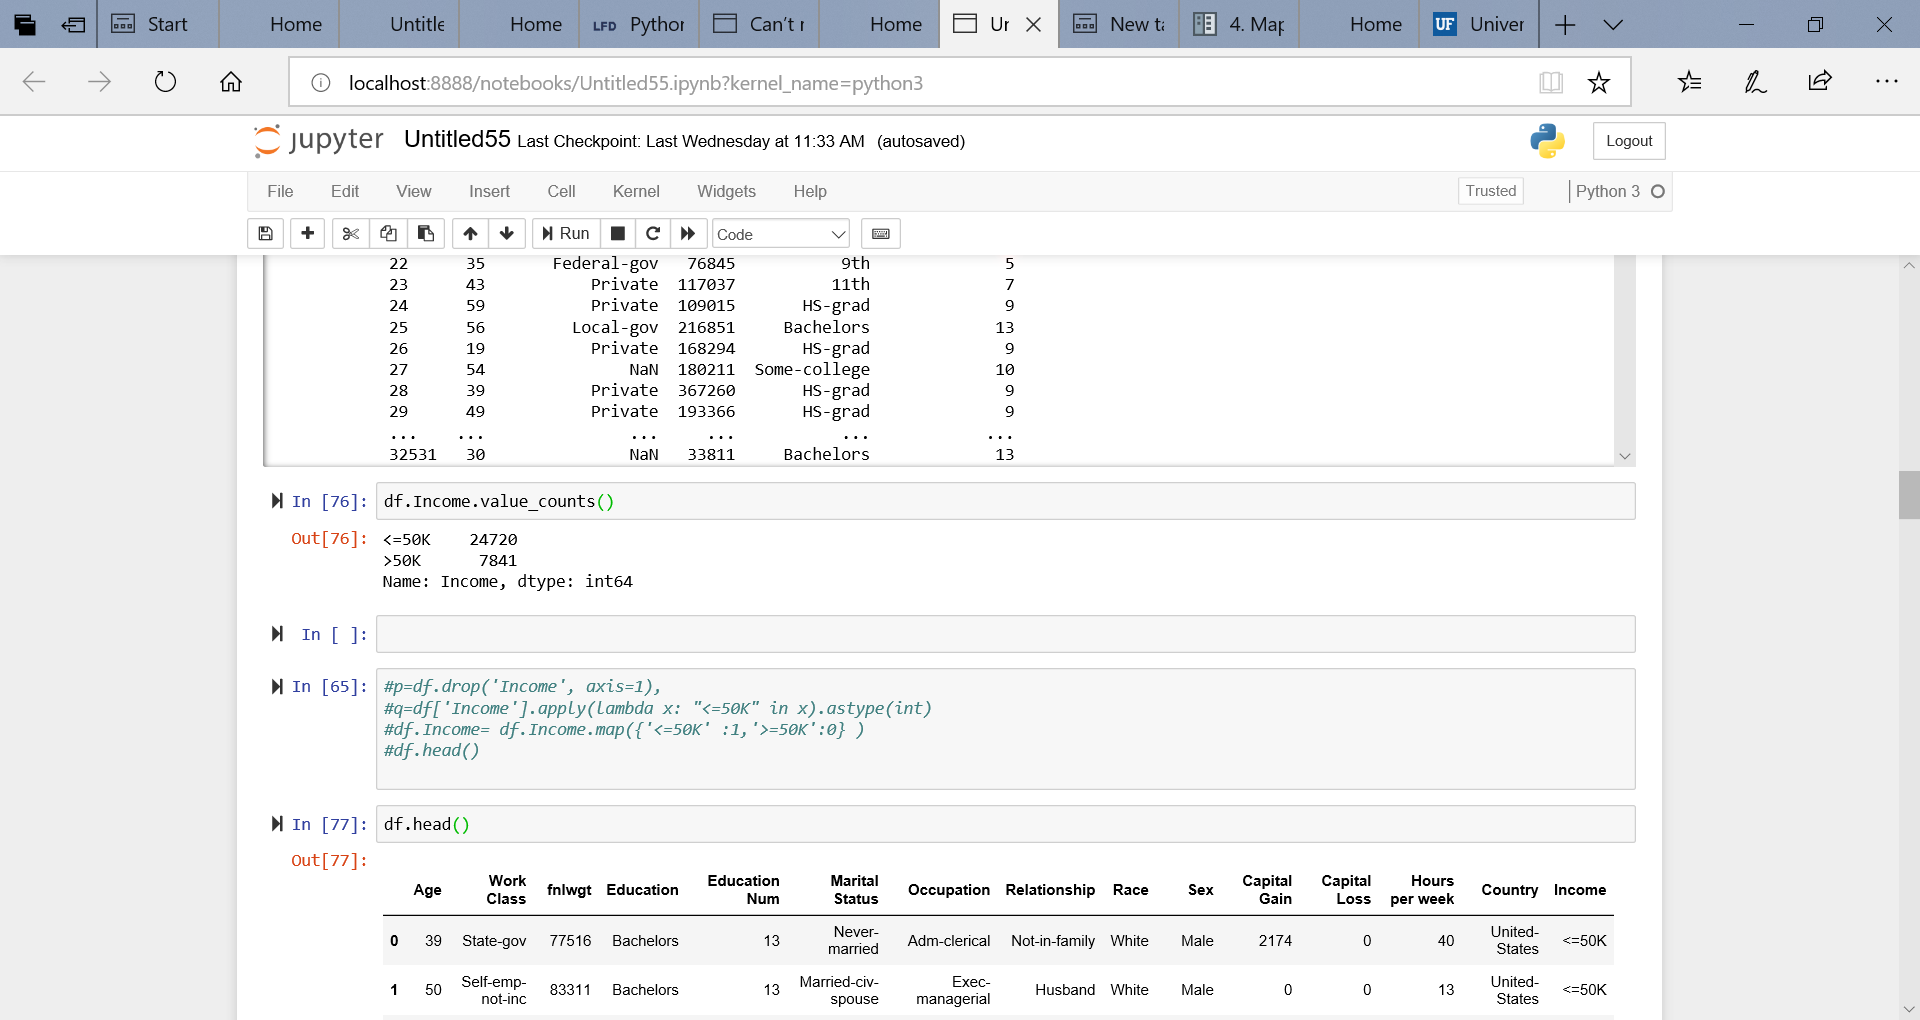 Start
Home
Untitle
Home
LFD Python
Can't r
Home
Ur
New ta
4. Map
Home
UF Univer
localhost:8888/notebooks/Untitled55.ipynb?kernel_name=python3
jupyter Untitled55 Last Checkpoint: Last Wednesday at 11:33 AM (autosaved)
Logout
File Edit View Insert Cell Kernel Widgets Help
Trusted
Python 3
Run
Code
22 35 Federal-gov 76845 9th 5
23 43 Private 117037 11th 7
24 59 Private 109015 HS-grad 9
25 56 Local-gov 216851 Bachelors 13
26 19 Private 168294 HS-grad 9
27 54 NaN 180211 Some-college 10
28 39 Private 367260 HS-grad 9
29 49 Private 193366 HS-grad 9
... ... ... ... ... ...
32531 30 NaN 33811 Bachelors 13
In [76]: df.Income.value_counts()
Out[76]: <=50K 24720
>50K 7841
Name: Income, dtype: int64
In [ ]:
In [65]: #p=df.drop('Income', axis=1),
#q=df['Income'].apply(lambda x: "<=50K" in x).astype(int)
#df.Income= df.Income.map({'<=50K' :1,'>=50K':0} )
#df.head()
In [77]: df.head()
Out[77]:
Age Work Class fnlwgt Education Education Num Marital Status Occupation Relationship Race Sex Capital Gain Capital Loss Hours per week Country Income
0 39 State-gov 77516 Bachelors 13 Never-married Adm-clerical Not-in-family White Male 2174 0 40 United-States <=50K
1 50 Self-emp-not-inc 83311 Bachelors 13 Married-civ-spouse Exec-managerial Husband White Male 0 0 13 United-States <=50K